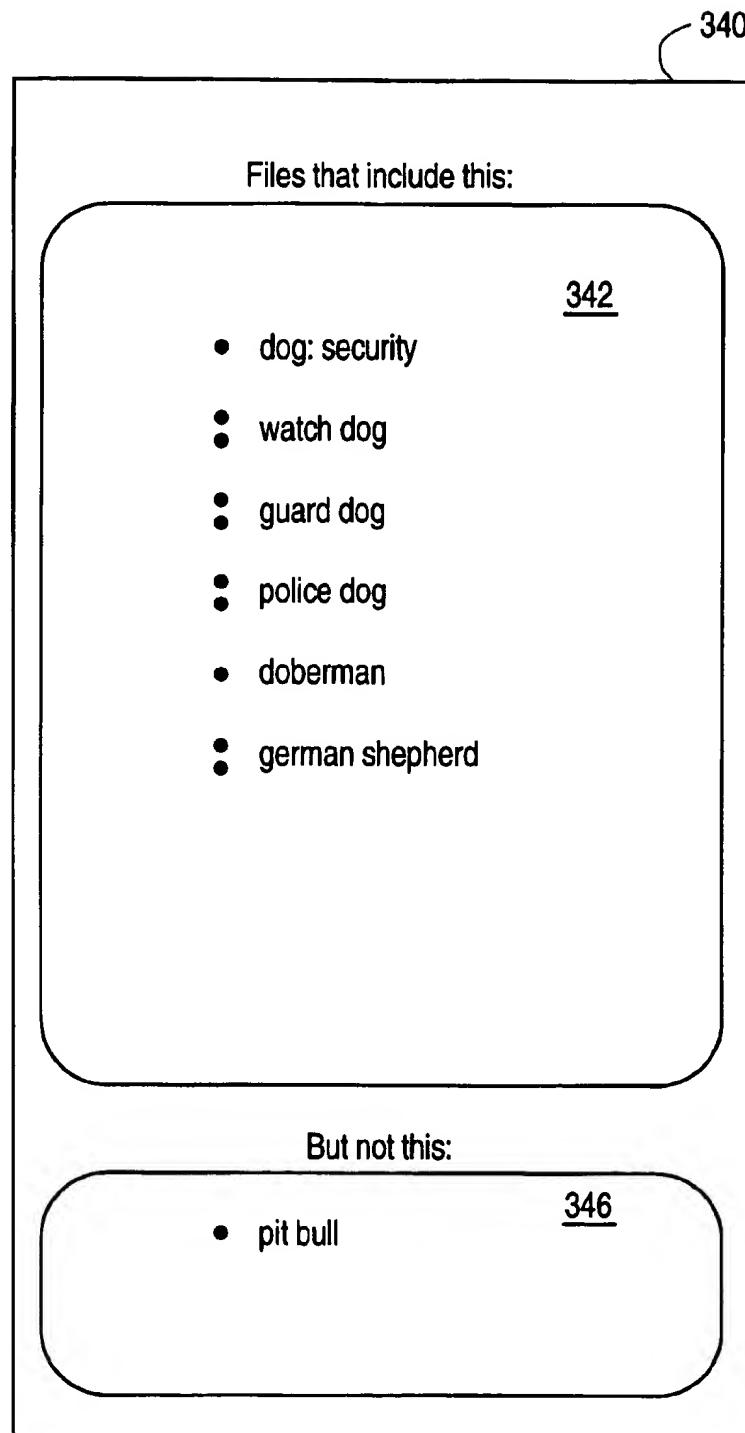 340
Files that include this:
342
• dog: security
: watch dog
: guard dog
: police dog
• doberman
: german shepherd
But not this:
346
• pit bull